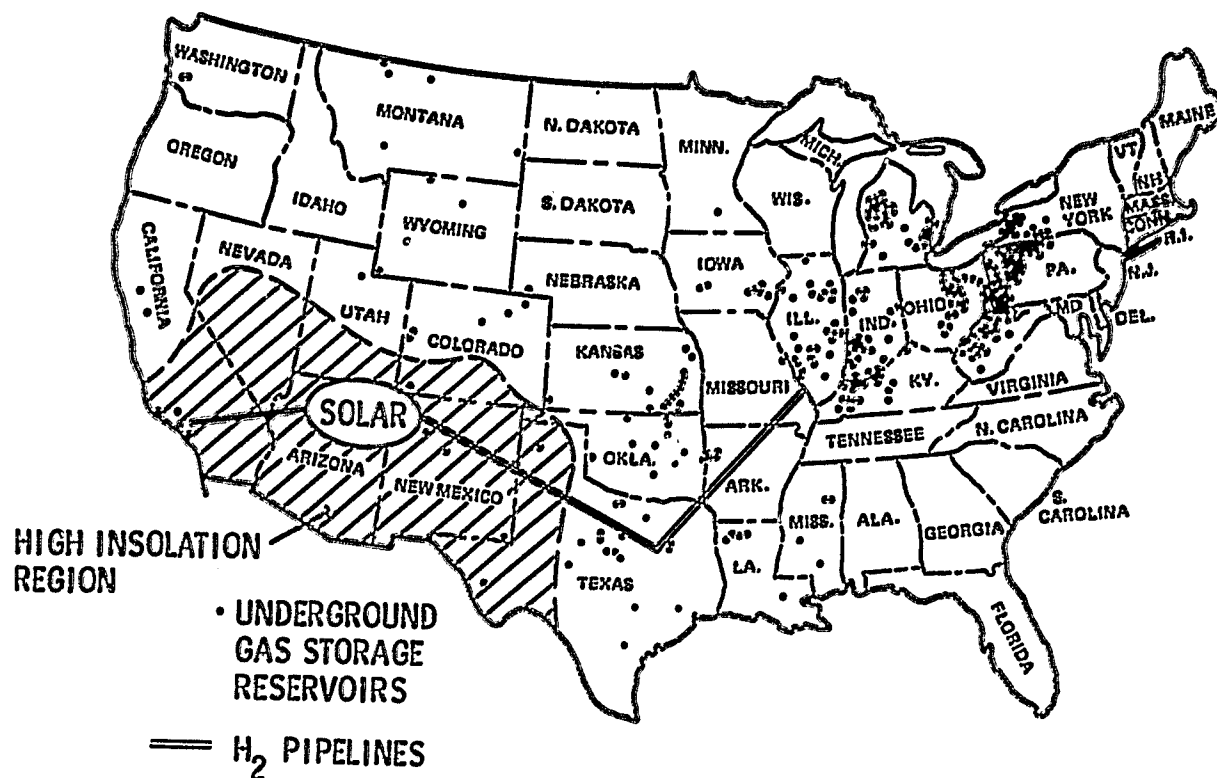 WASHINGTON
MONTANA
N. DAKOTA
MINN.
MICH.
MAINE
VT.
NH
OREGON
IDAHO
WYOMING
S. DAKOTA
WIS.
NEW
YORK
MASS
CONN.
R.I.
CALIFORNIA
NEVADA
UTAH
NEBRASKA
IOWA
PA.
N.J.
COLORADO
KANSAS
MISSOURI
ILL.
IND.
OHIO
MD
DEL.
KY.
VIRGINIA
SOLAR
ARIZONA
NEW MEXICO
OKLA.
ARK.
TENNESSEE
N. CAROLINA
S.
CAROLINA
TEXAS
LA.
MISS.
ALA.
GEORGIA
FLORIDA
HIGH INSOLATION
REGION
• UNDERGROUND
GAS STORAGE
RESERVOIRS
H2 PIPELINES